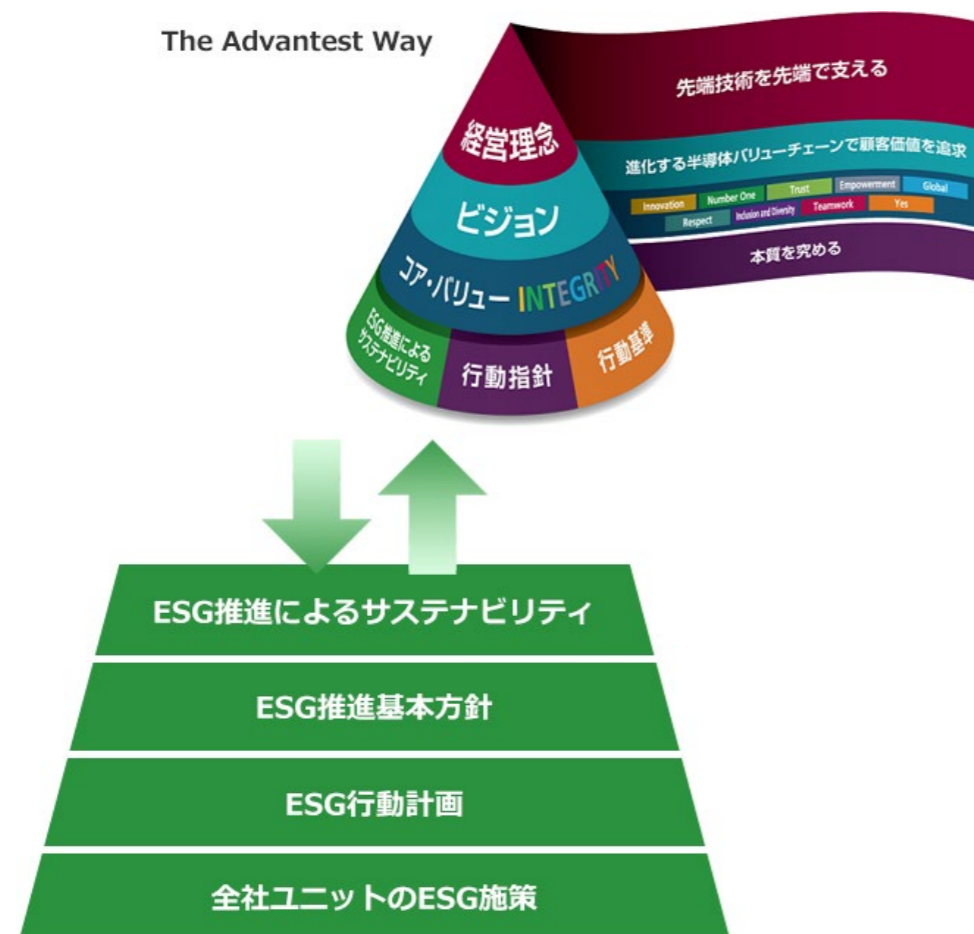 The Advantest Way
経営理念
先端技術を先端で支える
ビジョン
進化する半導体バリューチェーンで顧客価値を追求
コア・バリュー INTEGRITY
Innovation Number One Trust Empowerment Global
Respect Inclusion and Diversity Teamwork Yes
本質を究める
ESG推進による
サステナビリティ
行動指針
行動基準
ESG推進によるサステナビリティ
ESG推進基本方針
ESG行動計画
全社ユニットのESG施策